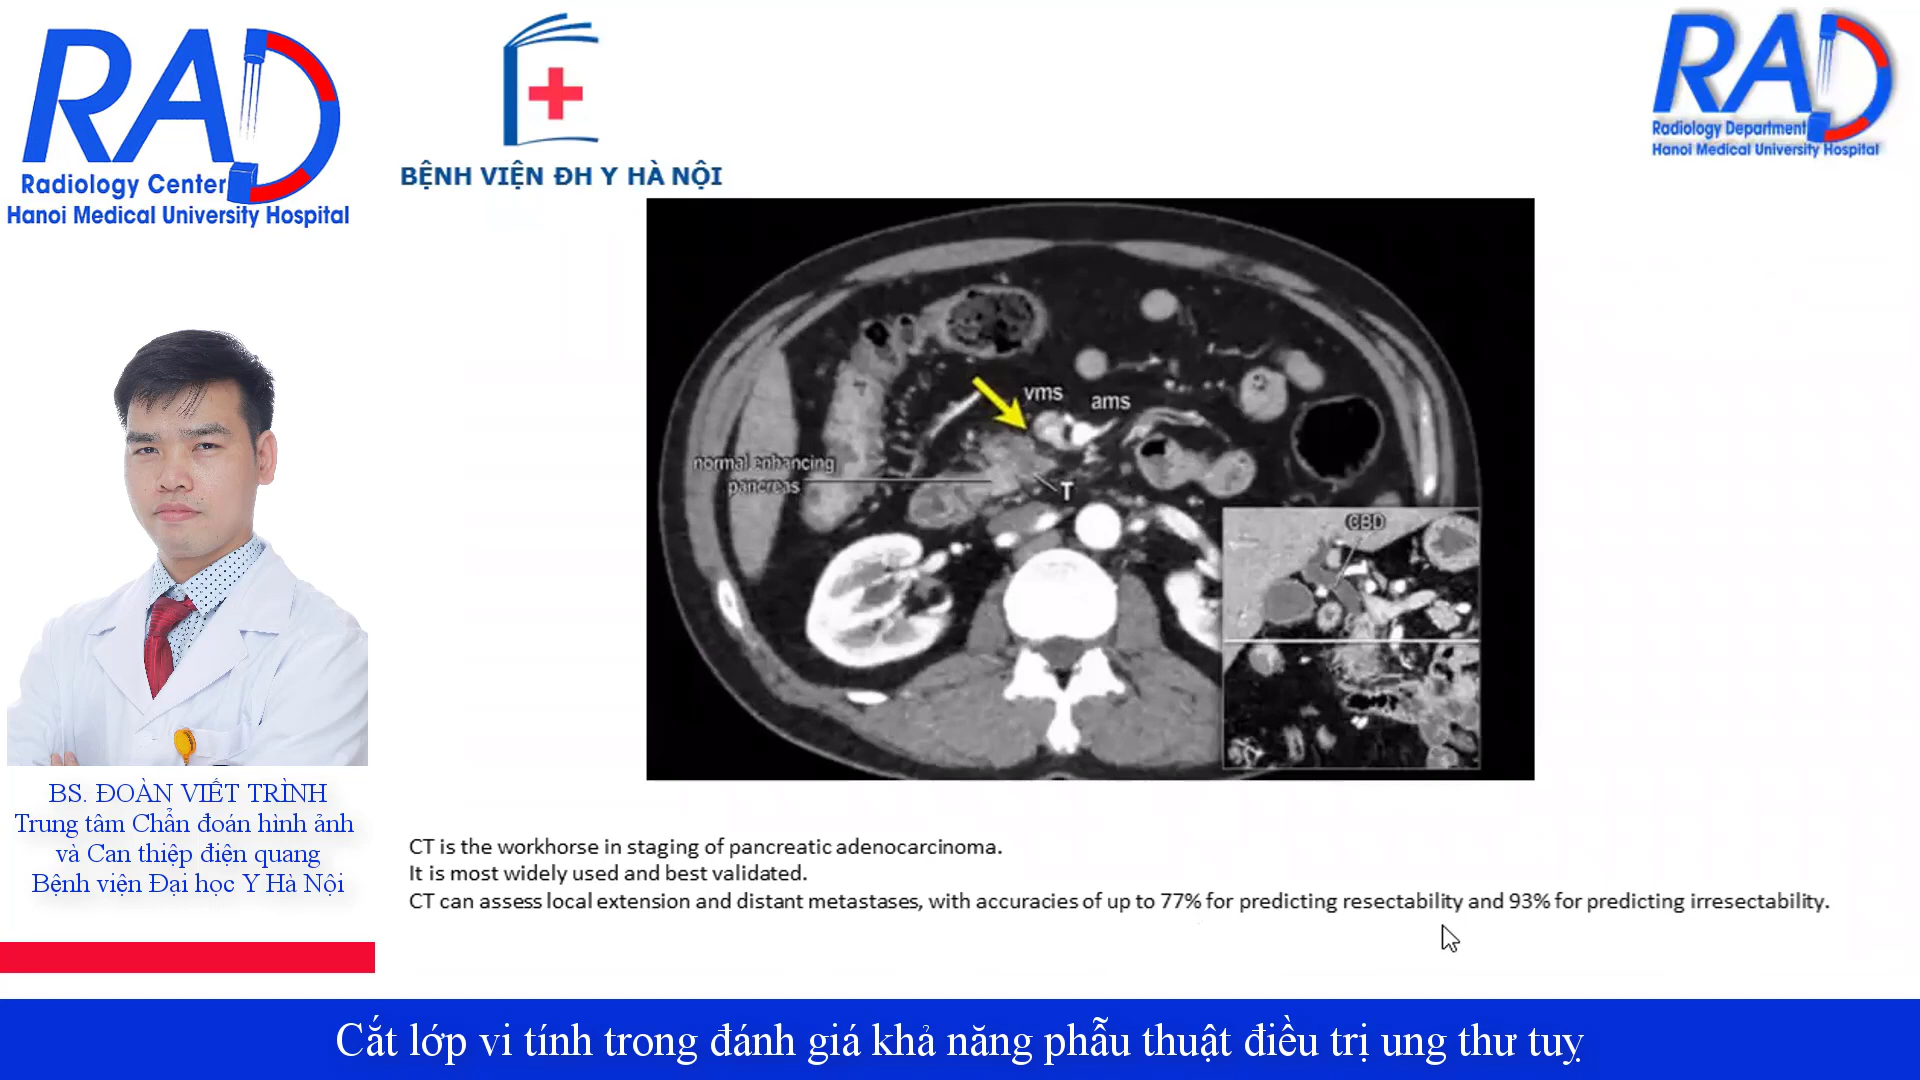 RAD
Radiology Center
Hanoi Medical University Hospital
BỆNH VIỆN ĐH Y HÀ NỘI
RAD
Radiology Department
Hanoi Medical University Hospital
vms
ams
normal enhancing
pancreas
T
CBD
BS. ĐOÀN VIẾT TRÌNH
Trung tâm Chẩn đoán hình ảnh
và Can thiệp điện quang
Bệnh viện Đại học Y Hà Nội
CT is the workhorse in staging of pancreatic adenocarcinoma.
It is most widely used and best validated.
CT can assess local extension and distant metastases, with accuracies of up to 77% for predicting resectability and 93% for predicting irresectability.
Cắt lớp vi tính trong đánh giá khả năng phẫu thuật điều trị ung thư tuỵ